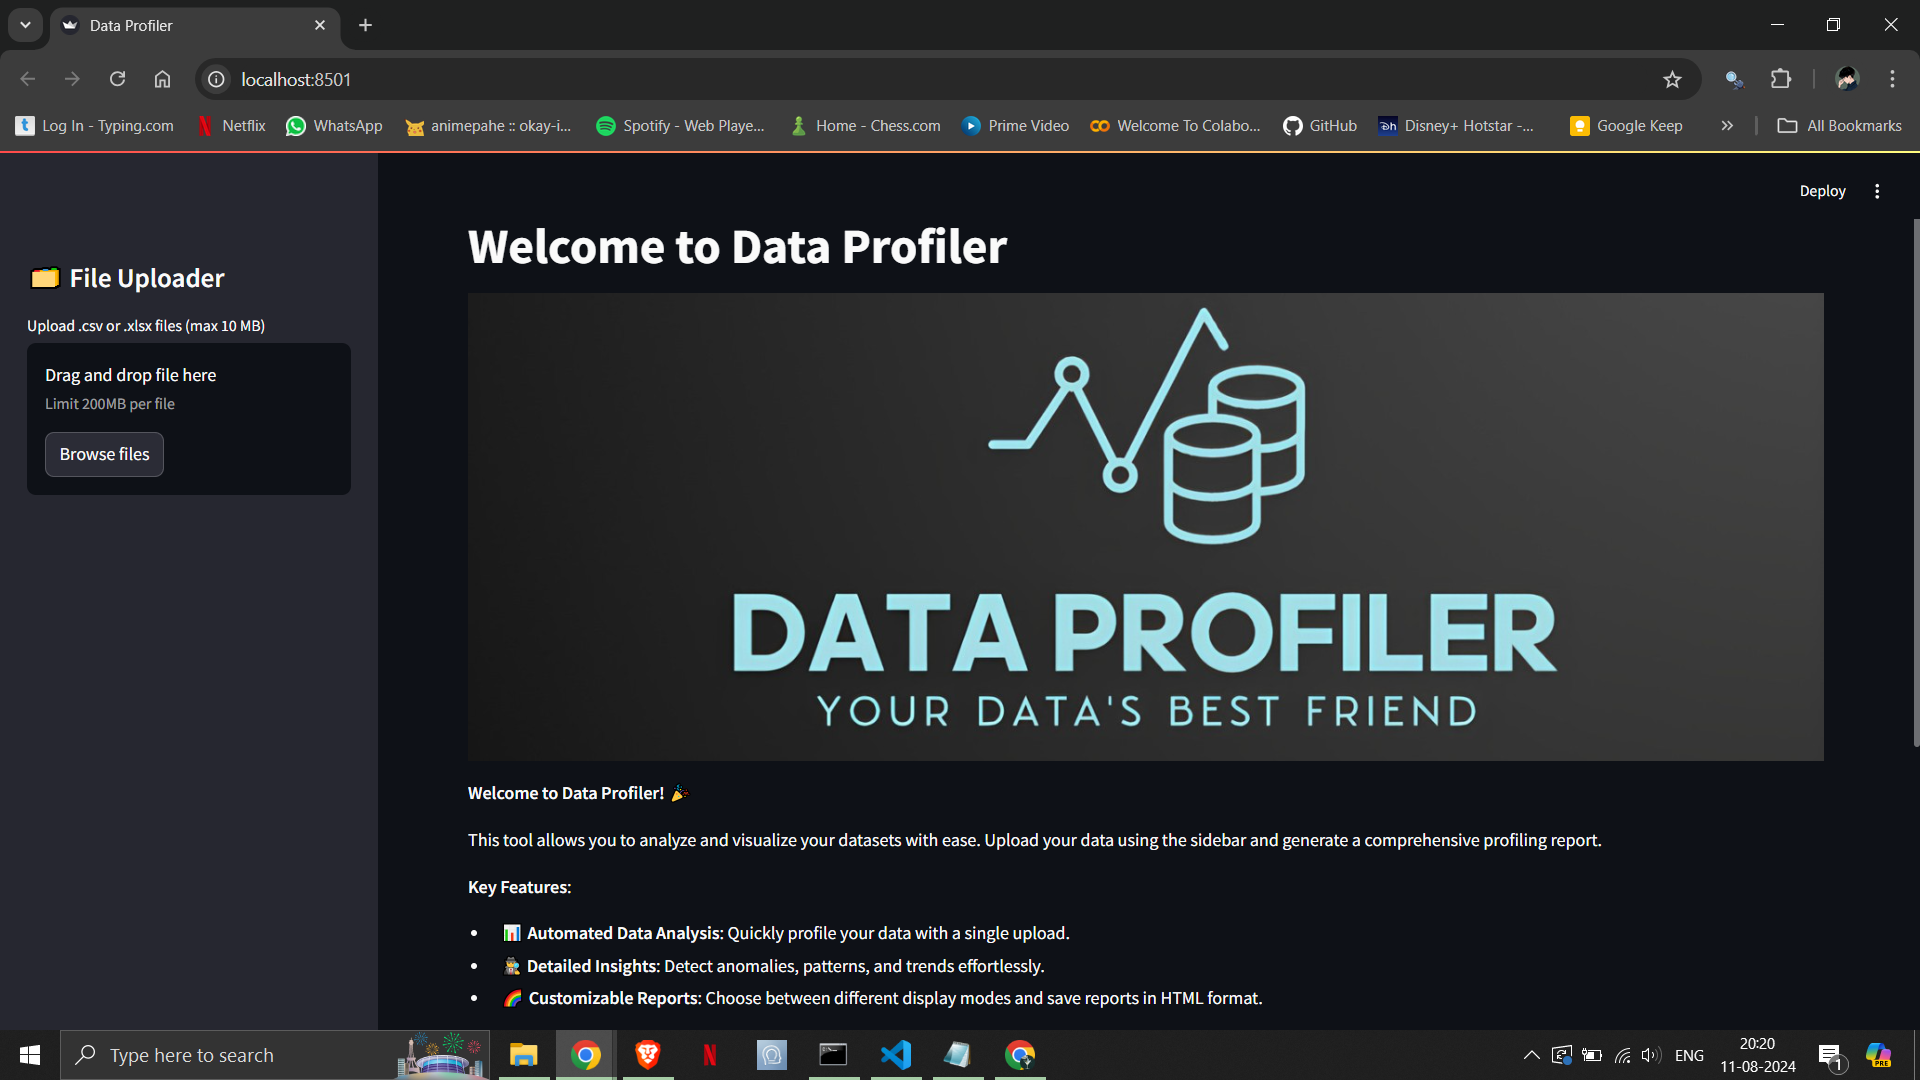 Data Profiler
localhost:8501
Log In - Typing.com
Netflix
WhatsApp
animepahe :: okay-i...
Spotify - Web Playe...
Home - Chess.com
Prime Video
Welcome To Colabo...
GitHub
Disney+ Hotstar -...
Google Keep
All Bookmarks
Deploy
File Uploader
Upload .csv or .xlsx files (max 10 MB)
Drag and drop file here
Limit 200MB per file
Browse files
Welcome to Data Profiler
DATA PROFILER
YOUR DATA'S BEST FRIEND
Welcome to Data Profiler! 🎉
This tool allows you to analyze and visualize your datasets with ease. Upload your data using the sidebar and generate a comprehensive profiling report.
Key Features:
• 📊 Automated Data Analysis: Quickly profile your data with a single upload.
• 🕵️ Detailed Insights: Detect anomalies, patterns, and trends effortlessly.
• 🌈 Customizable Reports: Choose between different display modes and save reports in HTML format.
Type here to search
ENG
20:20
11-08-2024
1
PRE